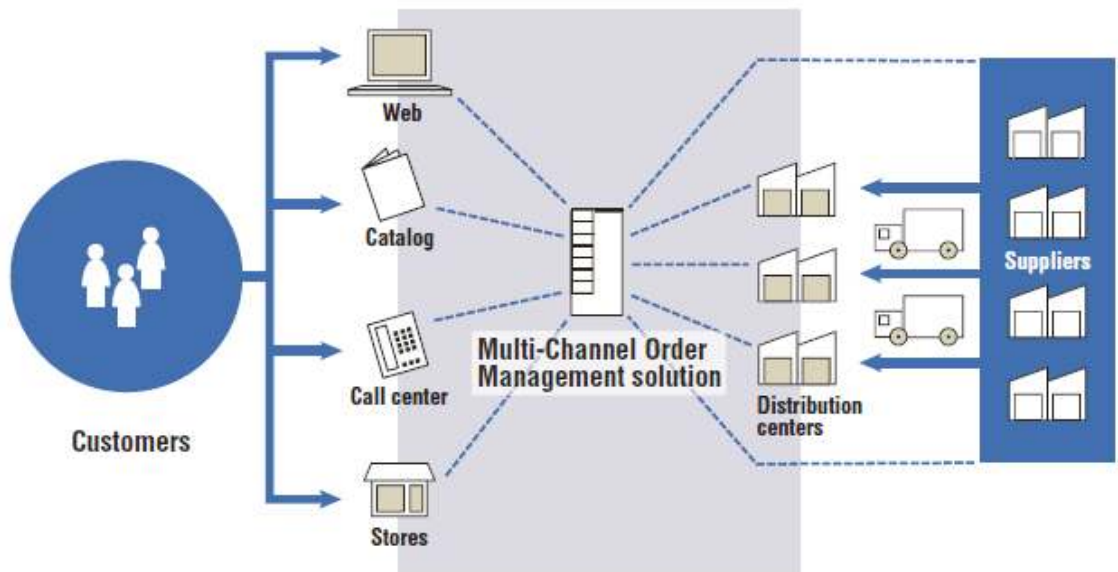 Web
Catalog
Suppliers
Multi-Channel Order
Management solution
Call center
Distribution
centers
Customers
Stores